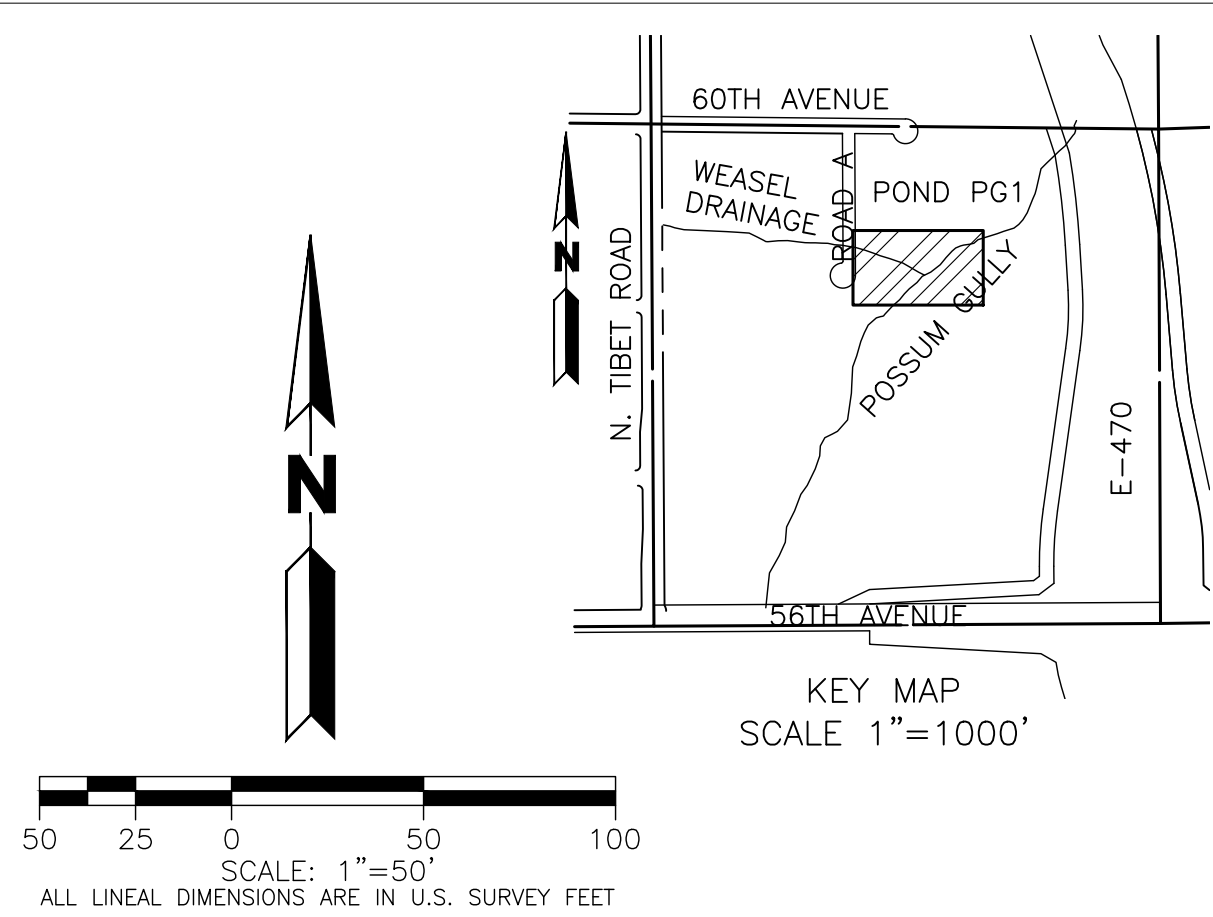 60TH AVENUE
WEASEL
DRAINAGE
ROAD A
POND PG1
N
N. TIBET ROAD
POSSUM GULLY
N
E-470
56TH AVENUE
KEY MAP
SCALE 1"=1000'
50 25 0 50 100
SCALE: 1"=50'
ALL LINEAL DIMENSIONS ARE IN U.S. SURVEY FEET